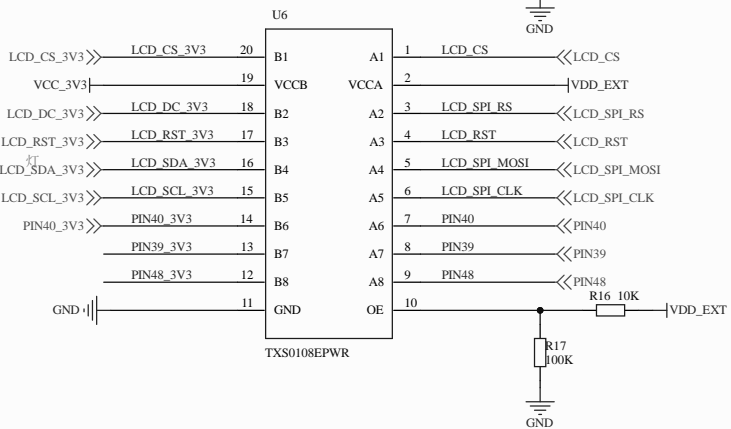 U6
GND
LCD_CS_3V3 LCD_CS_3V3 20 B1 A1 1 LCD_CS LCD_CS
VCC_3V3 19 VCCB VCCA 2 VDD_EXT
LCD_DC_3V3 LCD_DC_3V3 18 B2 A2 3 LCD_SPI_RS LCD_SPI_RS
LCD_RST_3V3 LCD_RST_3V3 17 B3 A3 4 LCD_RST LCD_RST
灯
LCD_SDA_3V3 LCD_SDA_3V3 16 B4 A4 5 LCD_SPI_MOSI LCD_SPI_MOSI
LCD_SCL_3V3 LCD_SCL_3V3 15 B5 A5 6 LCD_SPI_CLK LCD_SPI_CLK
PIN40_3V3 PIN40_3V3 14 B6 A6 7 PIN40 PIN40
PIN39_3V3 13 B7 A7 8 PIN39 PIN39
PIN48_3V3 12 B8 A8 9 PIN48 PIN48
R16 10K
GND 11 GND OE 10 VDD_EXT
TXS0108EPWR
R17
100K
GND